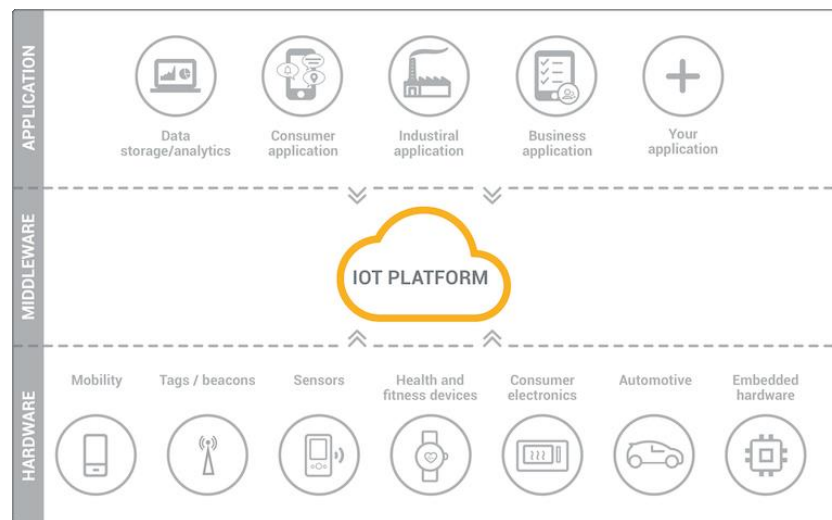 APPLICATION
Data
storage/analytics
Consumer
application
Industiral
application
Business
application
Your
application
MIDDLEWARE
IOT PLATFORM
HARDWARE
Mobility
Tags / beacons
Sensors
Health and
fitness devices
Consumer
electronics
Automotive
Embedded
hardware